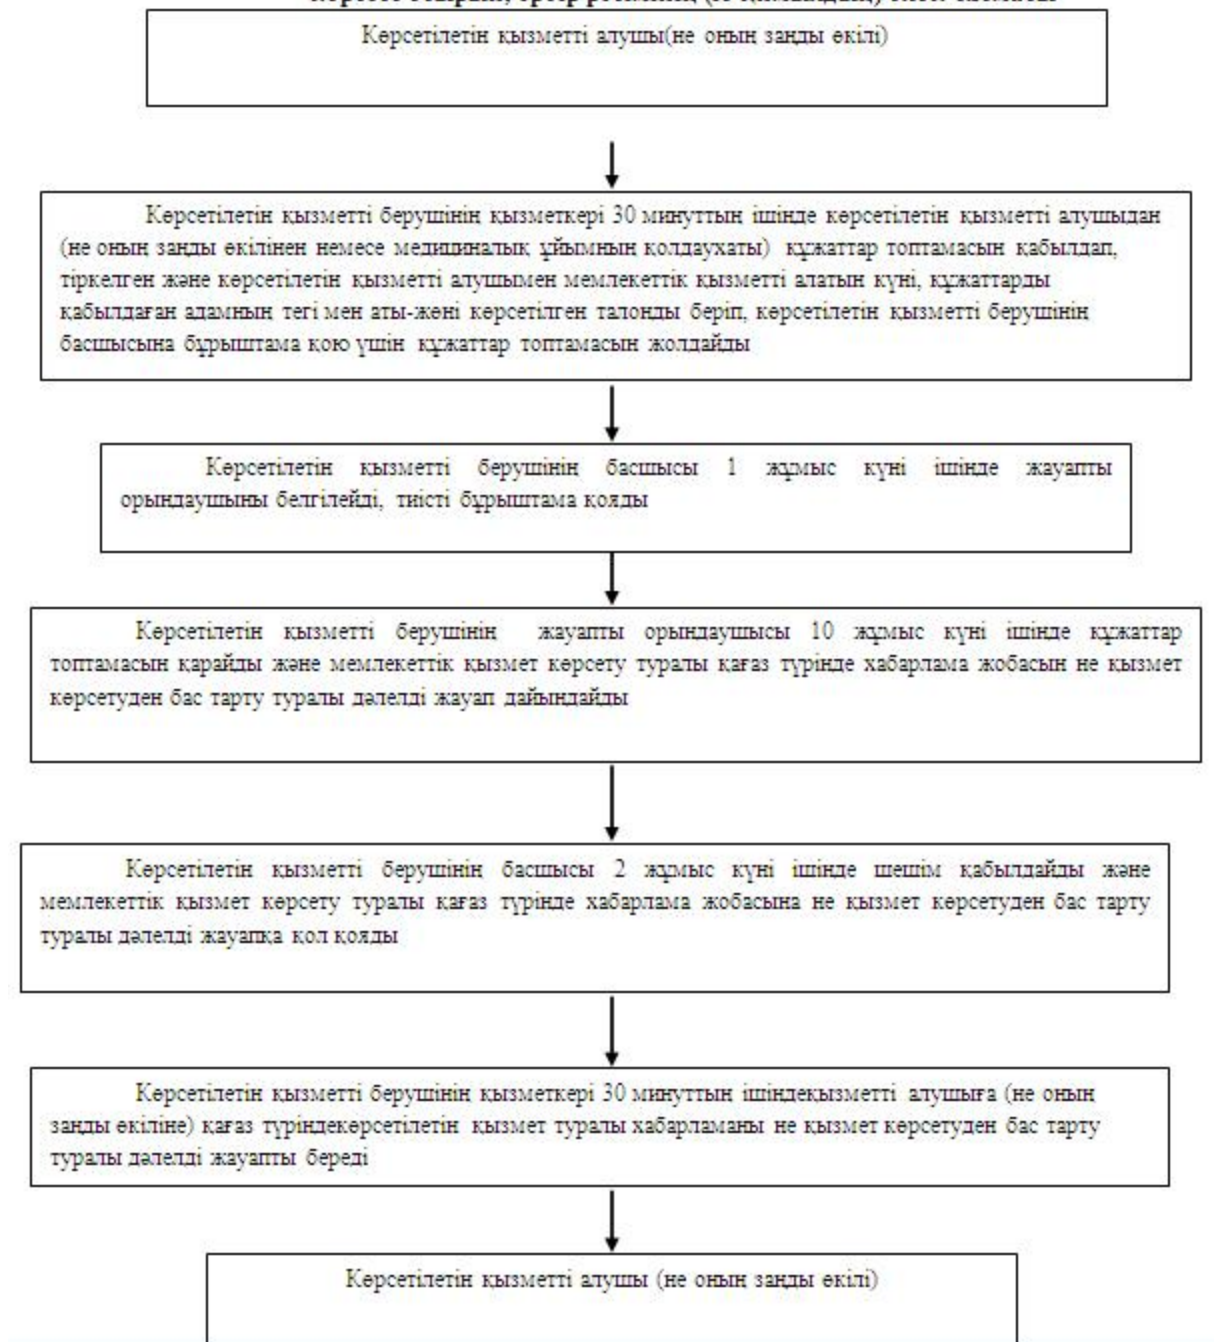 Көрсетілетін қызметті алушы(не оның заңды өкілі)
Көрсетілетін қызметті берушінің қызметкері 30 минуттың ішінде көрсетілетін қызметті алушыдан
(не оның заңды өкілінен немесе медициналық ұйымның қолдаухаты) құжаттар топтамасын қабылдап,
тіркелген және көрсетілетін қызметті алушымен мемлекеттік қызметті алатын күні, құжаттарды
қабылдаған адамның тегі мен аты-жөні көрсетілген талонды беріп, көрсетілетін қызметті берушінің
басшысына бұрыштама қою үшін құжаттар топтамасын жолдайды
Көрсетілетін қызметті берушінің басшысы 1 жұмыс күні ішінде жауапты
орындаушыны белгілейді, тиісті бұрыштама қояды
Көрсетілетін қызметті берушінің жауапты орындаушысы 10 жұмыс күні ішінде құжаттар
топтамасын қарайды және мемлекеттік қызмет көрсету туралы қағаз түрінде хабарлама жобасын не қызмет
көрсетуден бас тарту туралы дәлелді жауап дайындайды
Көрсетілетін қызметті берушінің басшысы 2 жұмыс күні ішінде шешім қабылдайды және
мемлекеттік қызмет көрсету туралы қағаз түрінде хабарлама жобасына не қызмет көрсетуден бас тарту
туралы дәлелді жауапқа қол қояды
Көрсетілетін қызметті берушінің қызметкері 30 минуттың ішіндеқызметті алушыға (не оның
заңды өкіліне) қағаз түріндекөрсетілетін қызмет туралы хабарламаны не қызмет көрсетуден бас тарту
туралы дәлелді жауапты береді
Көрсетілетін қызметті алушы (не оның заңды өкілі)